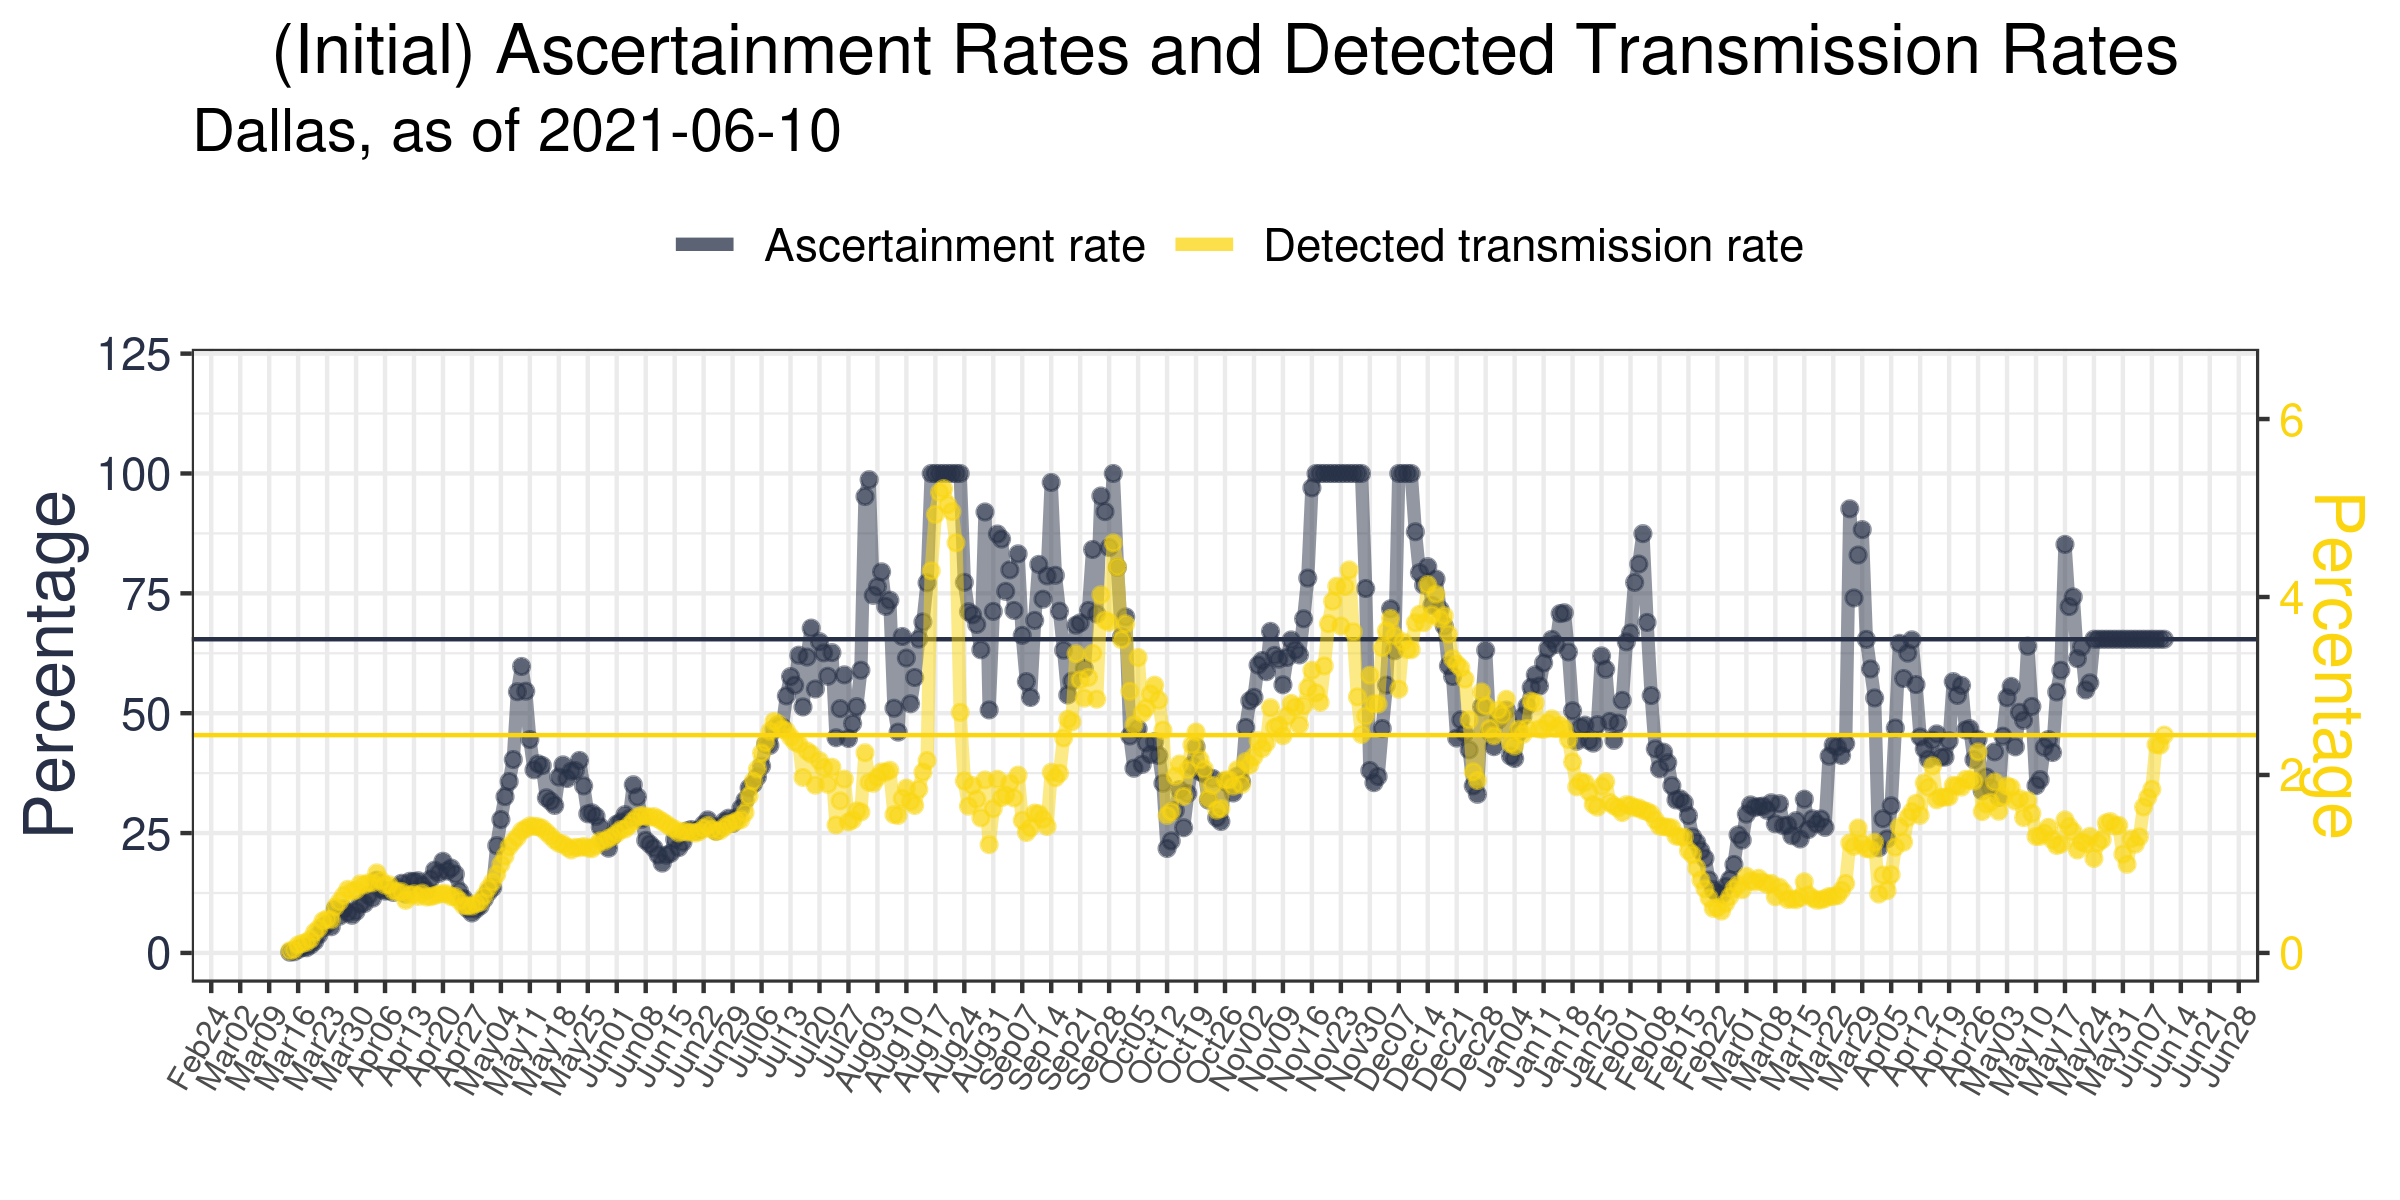 (Initial) Ascertainment Rates and Detected Transmission Rates
Dallas, as of 2021-06-10
Ascertainment rate
Detected transmission rate
Percentage
125
100
75
50
25
0
6
4
2
0
Percentage
Feb24
Mar02
Mar09
Mar16
Mar23
Mar30
Apr06
Apr13
Apr20
Apr27
May04
May11
May18
May25
Jun01
Jun08
Jun15
Jun22
Jun29
Jul06
Jul13
Jul20
Jul27
Aug03
Aug10
Aug17
Aug24
Aug31
Sep07
Sep14
Sep21
Sep28
Oct05
Oct12
Oct19
Oct26
Nov02
Nov09
Nov16
Nov23
Nov30
Dec07
Dec14
Dec21
Dec28
Jan04
Jan11
Jan18
Jan25
Feb01
Feb08
Feb15
Feb22
Mar01
Mar08
Mar15
Mar22
Mar29
Apr05
Apr12
Apr19
Apr26
May03
May10
May17
May24
May31
Jun07
Jun14
Jun21
Jun28